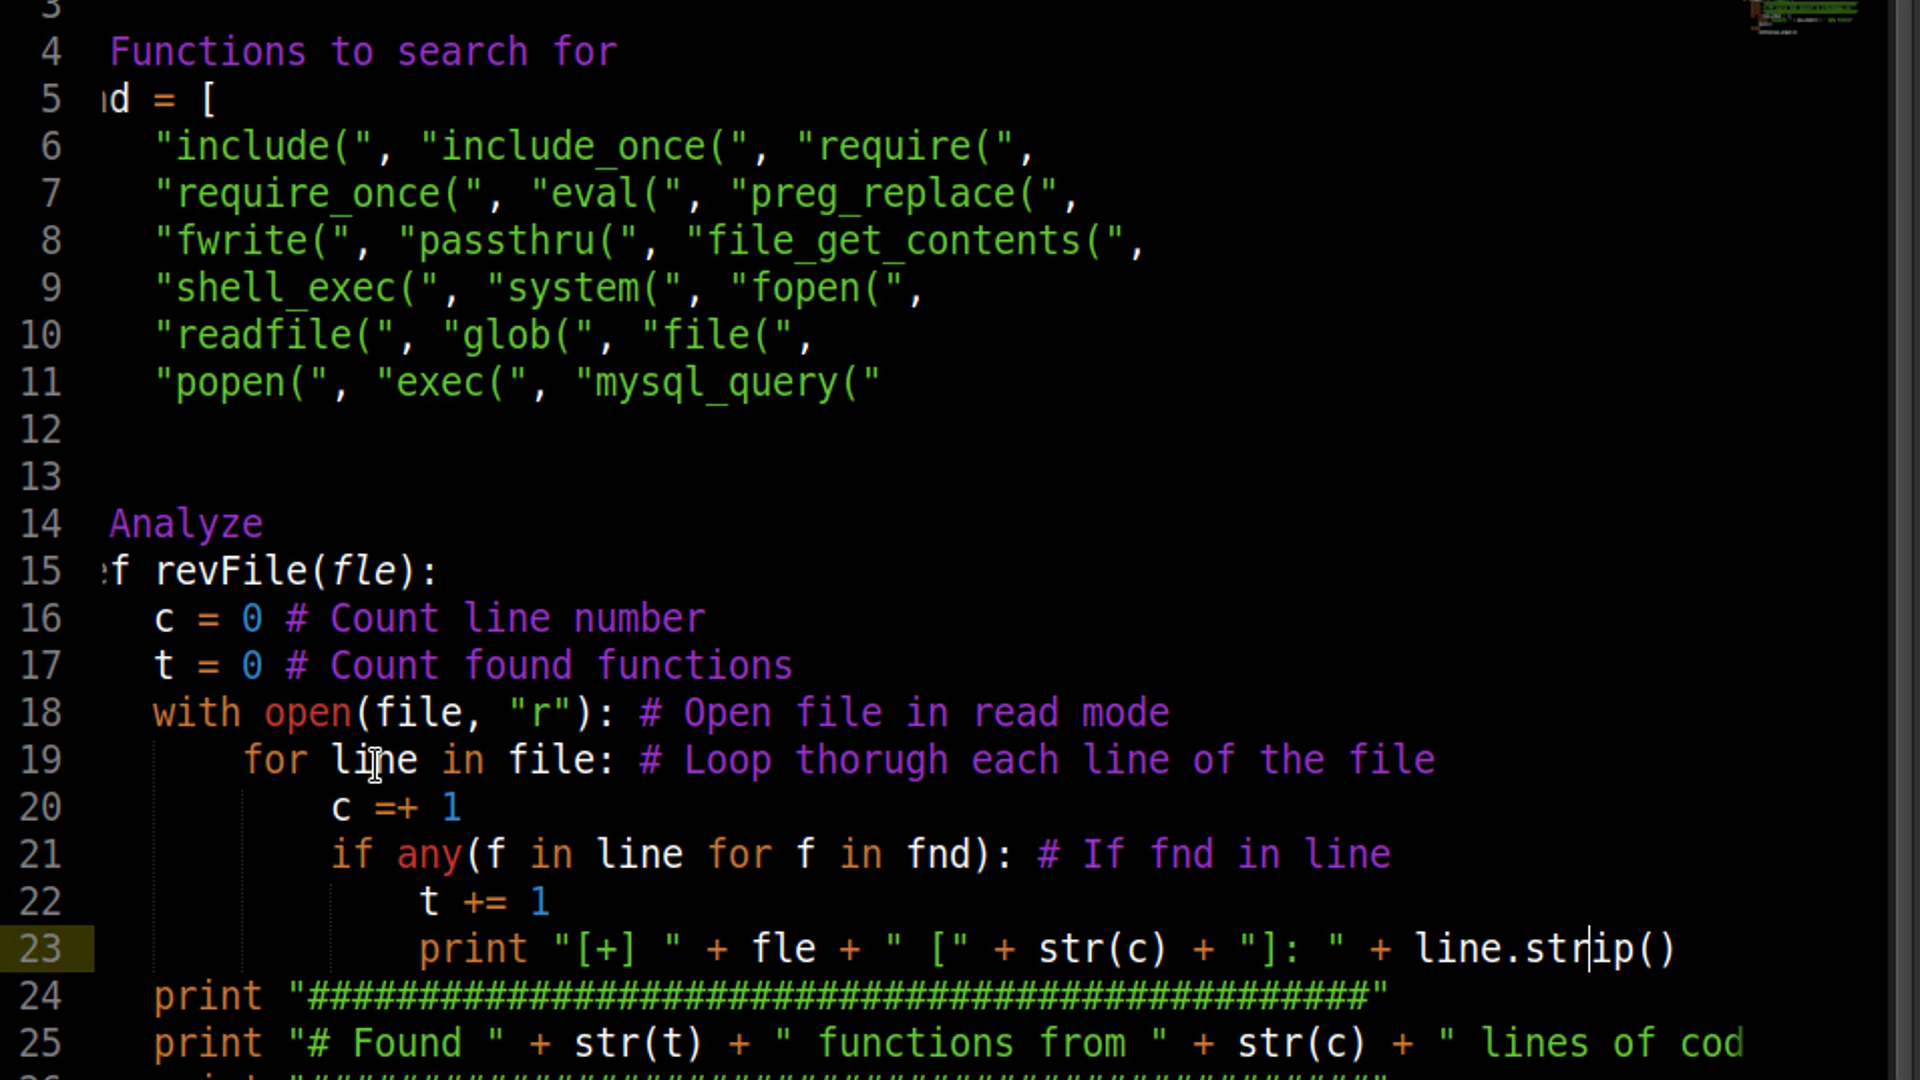 3
4 Functions to search for
5 nd = [
6 "include(", "include_once(", "require(",
7 "require_once(", "eval(", "preg_replace(",
8 "fwrite(", "passthru(", "file_get_contents(",
9 "shell_exec(", "system(", "fopen(",
10 "readfile(", "glob(", "file(",
11 "popen(", "exec(", "mysql_query("
12
13
14 Analyze
15 ef revFile(fle):
16 c = 0 # Count line number
17 t = 0 # Count found functions
18 with open(file, "r"): # Open file in read mode
19 for line in file: # Loop thorugh each line of the file
20 c =+ 1
21 if any(f in line for f in fnd): # If fnd in line
22 t += 1
23 print "[+] " + fle + " [" + str(c) + "]: " + line.strip()
24 print "################################################"
25 print "# Found " + str(t) + " functions from " + str(c) + " lines of cod